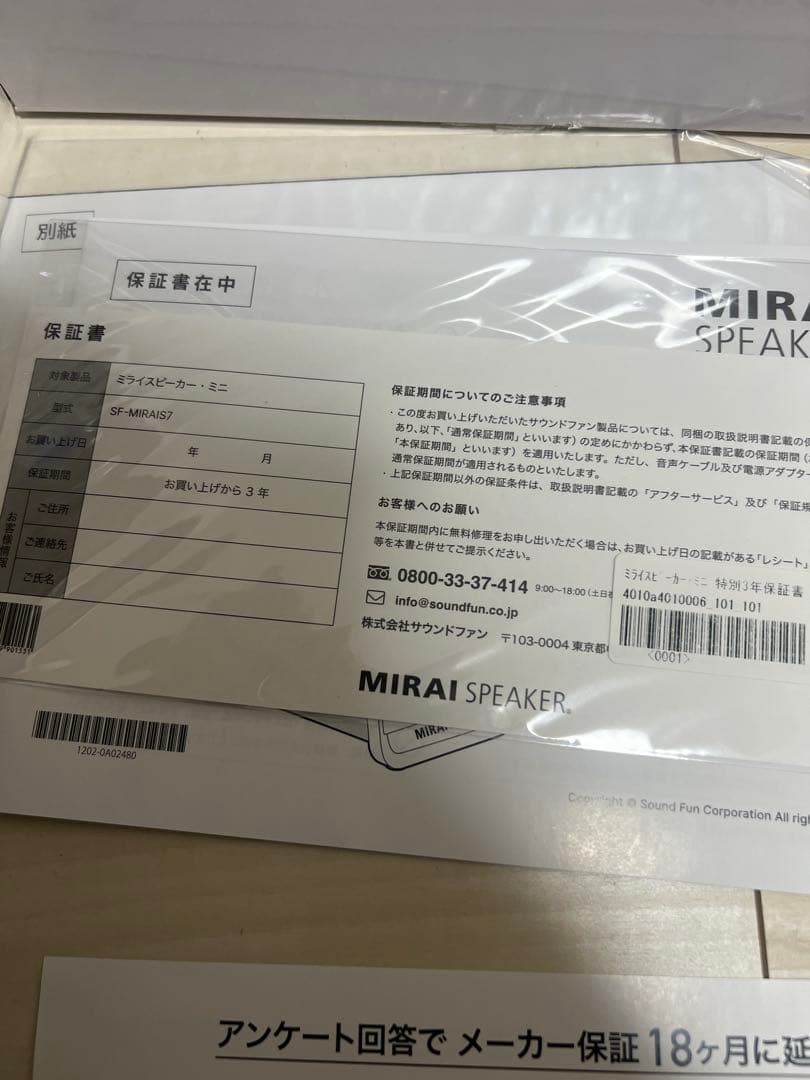 別紙
保証書在中
MIRA
SPEAK
保証書
対象製品 ミライスピーカー・ミニ
型式 SF-MIRAIS7
お買い上げ日 年 月
保証期間 お買い上げから 3 年
お客様情報
ご住所
ご連絡先
ご氏名
保証期間についてのご注意事項
・この度お買い上げいただいたサウンドファン製品については、同梱の取扱説明書記載の保
あり、以下、「通常保証期間」といいます）の定めにかかわらず、本保証書記載の保証期間（
「本保証期間」といいます）を適用いたします。ただし、音声ケーブル及び電源アダプター
通常保証期間が適用されるものといたします。
・上記保証期間以外の保証条件は、取扱説明書記載の「アフターサービス」及び「保証規
お客様へのお願い
本保証期間内に無料修理をお申し出いただく場合は、お買い上げ日の記載がある「レシート」
等を本書と併せてご提示ください。
0800-33-37-414 9:00~18:00（土日
info@soundfun.co.jp
株式会社サウンドファン 〒103-0004 東京都
MIRAI SPEAKER®
ミライスピーカー・ミニ 特別3年保証書
4010a4010006_101_101
<0001>
1202-0A02480
MIRA
Copyright © Sound Fun Corporation All righ
アンケート回答で メーカー保証 18ヶ月に延